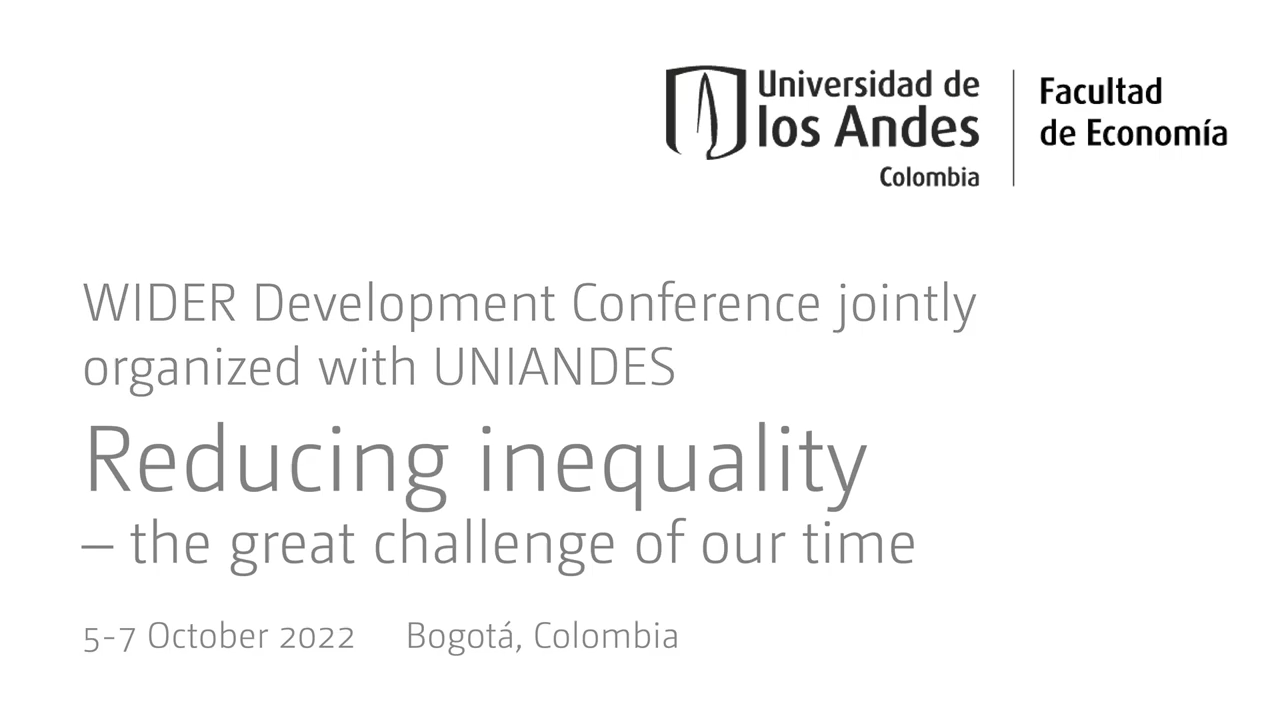 Universidad de
los Andes
Colombia
Facultad
de Economía
WIDER Development Conference jointly
organized with UNIANDES
Reducing inequality
– the great challenge of our time
5-7 October 2022 Bogotá, Colombia